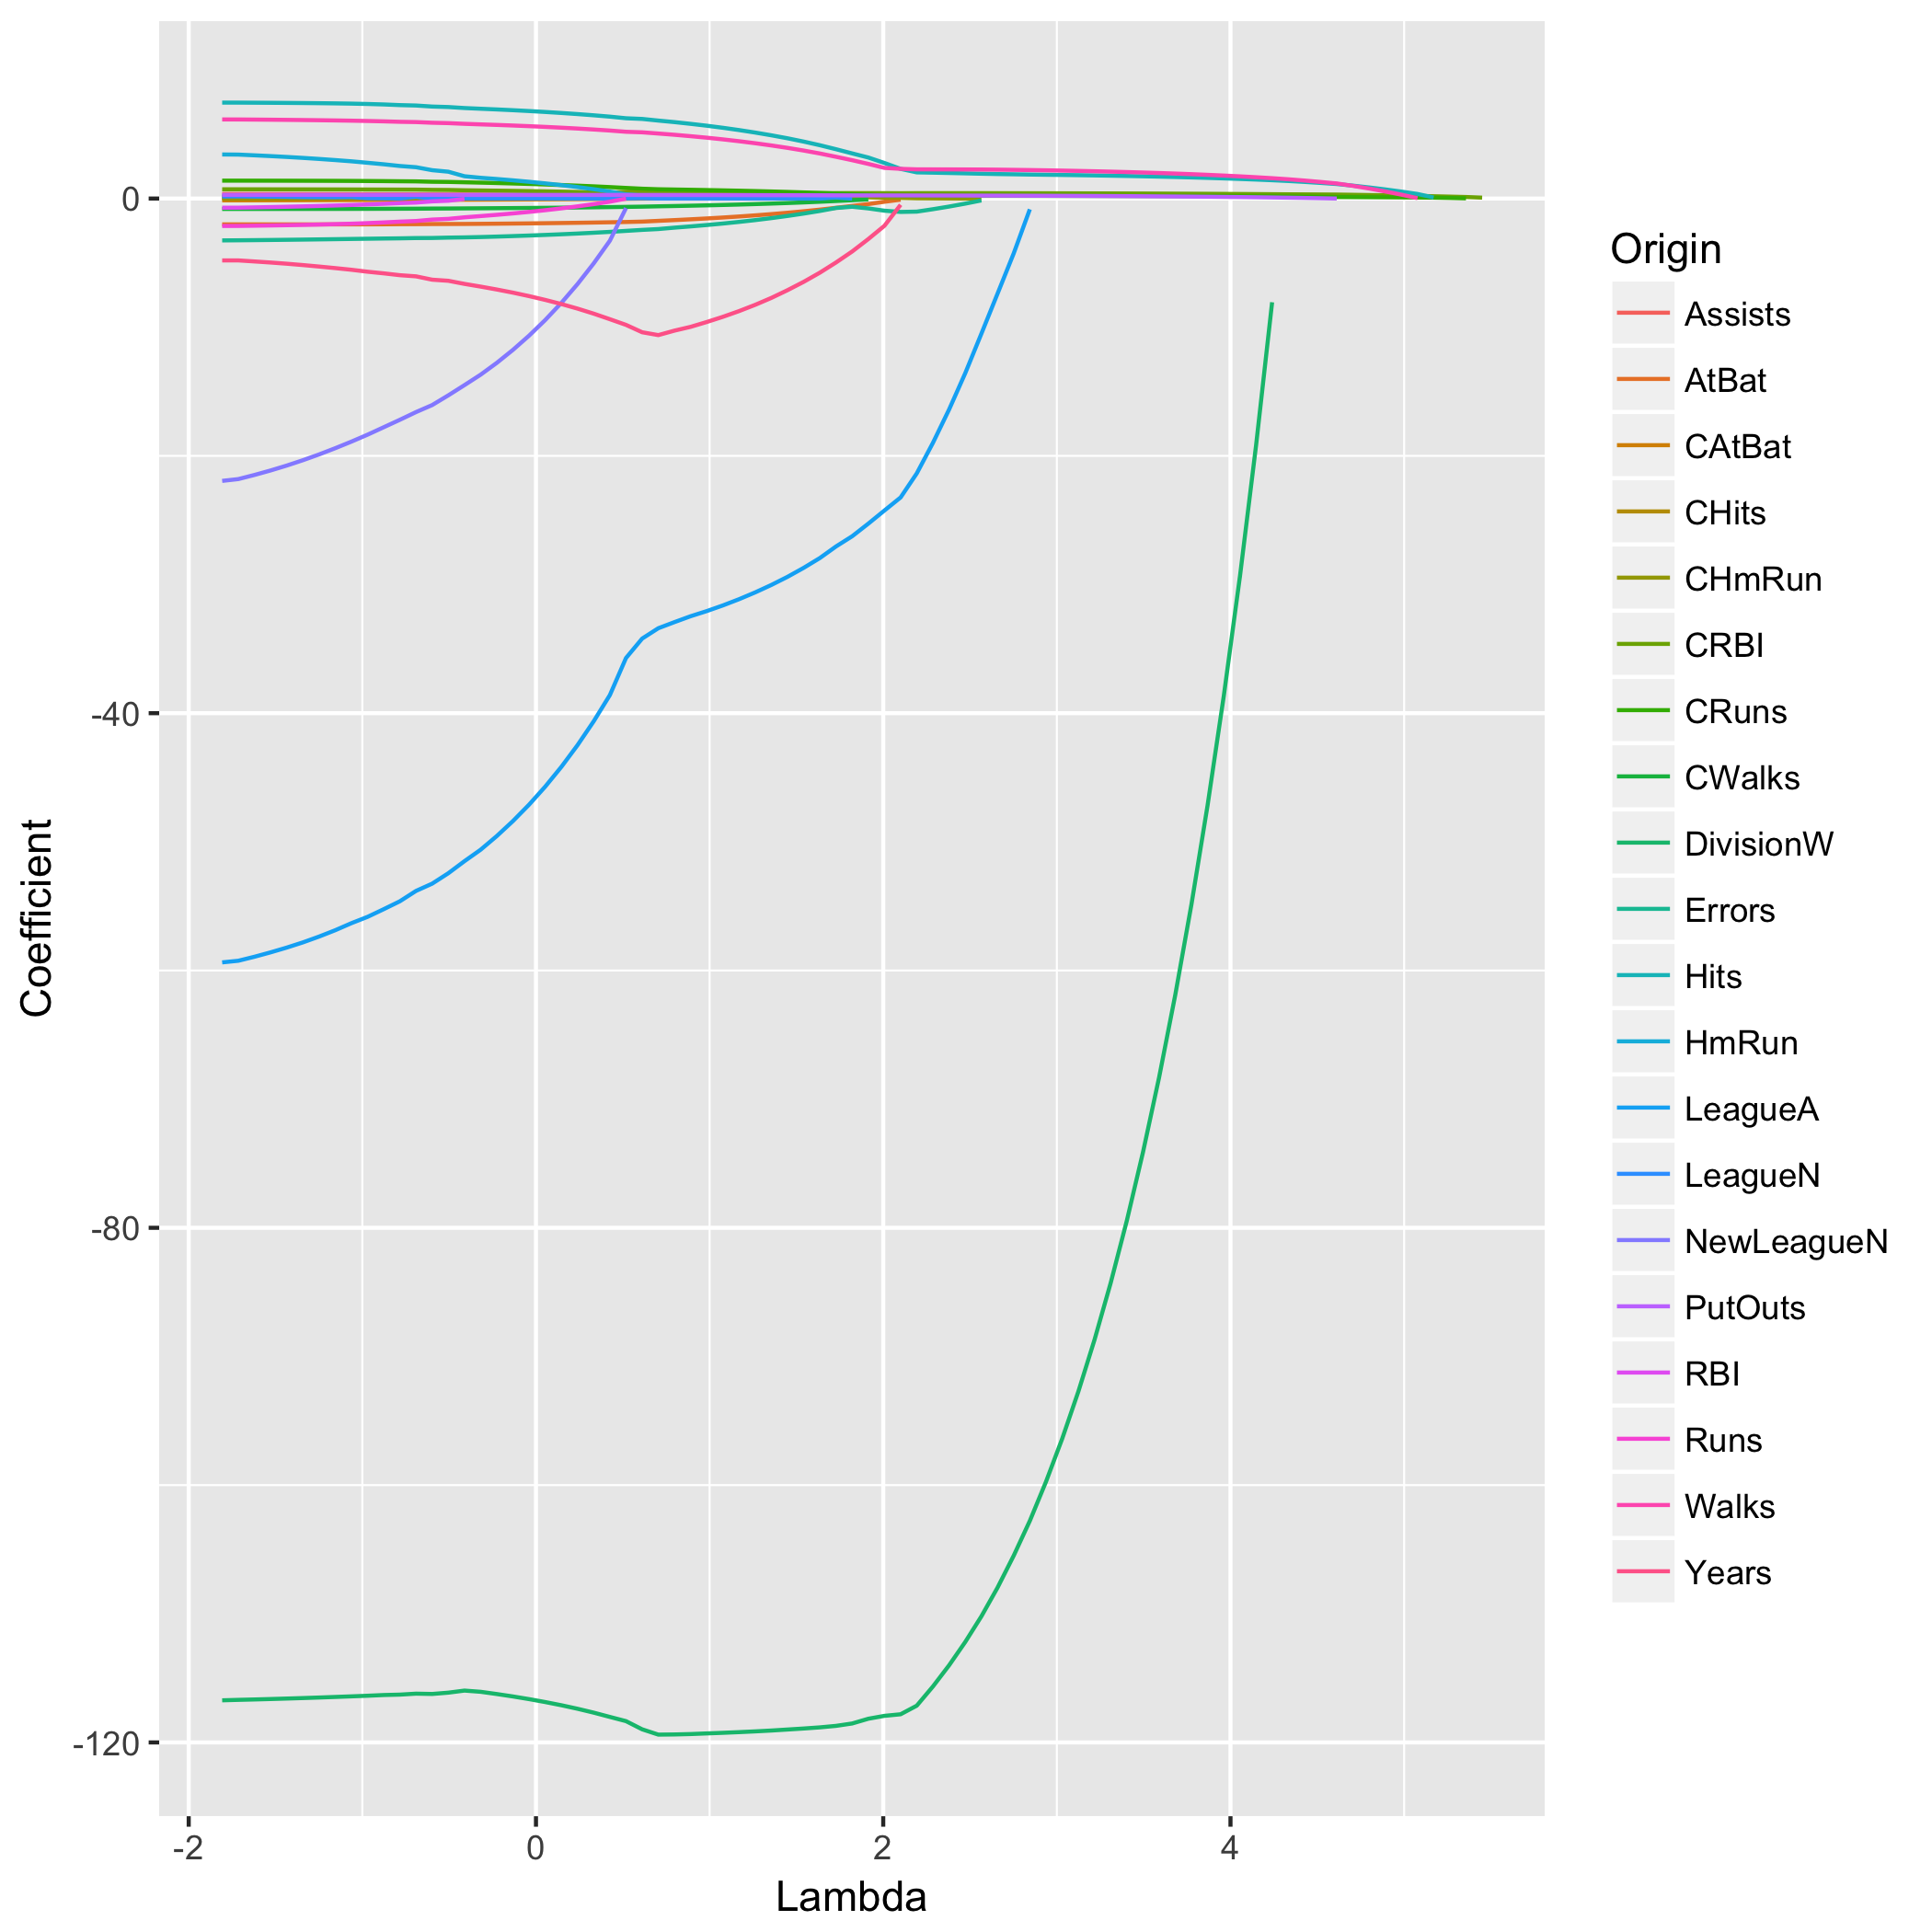 0
-40
-80
-120
Coefficient
-2
0
2
4
Lambda
Origin
Assists
AtBat
CAtBat
CHits
CHmRun
CRBI
CRuns
CWalks
DivisionW
Errors
Hits
HmRun
LeagueA
LeagueN
NewLeagueN
PutOuts
RBI
Runs
Walks
Years